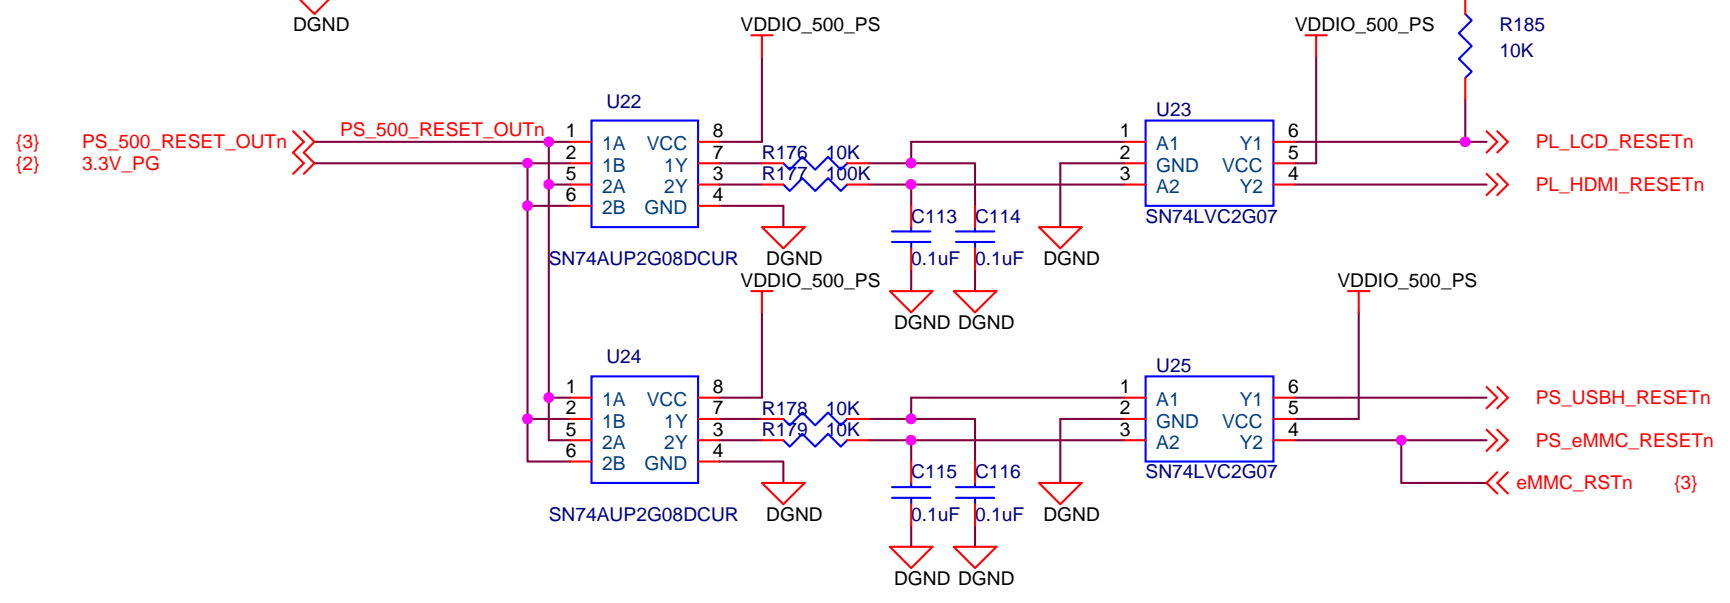 DGND
VDDIO_500_PS
VDDIO_500_PS
R185
10K
U22
U23
{3} PS_500_RESET_OUTn PS_500_RESET_OUTn
{2} 3.3V_PG
1 1A VCC 8
2 1B 1Y 7
5 2A 2Y 3
6 2B GND 4
R176 10K
R177 100K
1 A1 Y1 6
2 GND VCC 5
3 A2 Y2 4
PL_LCD_RESETn
PL_HDMI_RESETn
C113 C114
SN74LVC2G07
SN74AUP2G08DCUR DGND 0.1uF 0.1uF DGND
VDDIO_500_PS
VDDIO_500_PS
DGND DGND
U24
U25
1 1A VCC 8
2 1B 1Y 7
5 2A 2Y 3
6 2B GND 4
R178 10K
R179 10K
1 A1 Y1 6
2 GND VCC 5
3 A2 Y2 4
PS_USBH_RESETn
PS_eMMC_RESETn
C115 C116
SN74LVC2G07
eMMC_RSTn {3}
SN74AUP2G08DCUR DGND 0.1uF 0.1uF DGND
DGND DGND